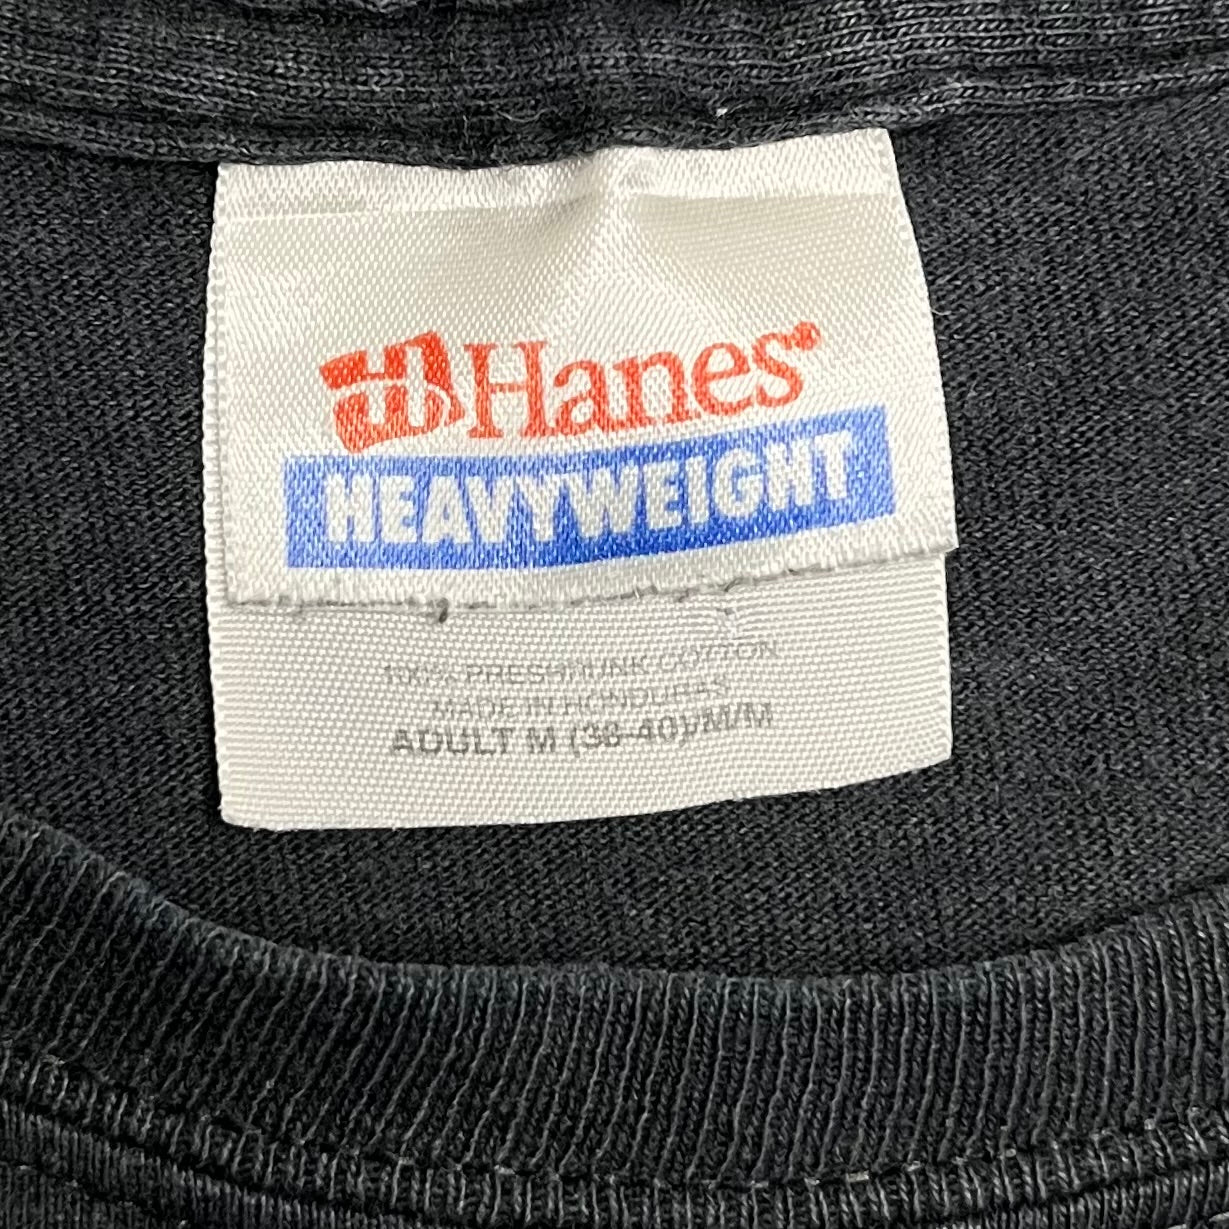 Hanes
HEAVYWEIGHT
100% PRESHRUNK COTTON
MADE IN HONDURAS
ADULT M (38-40)/M/M